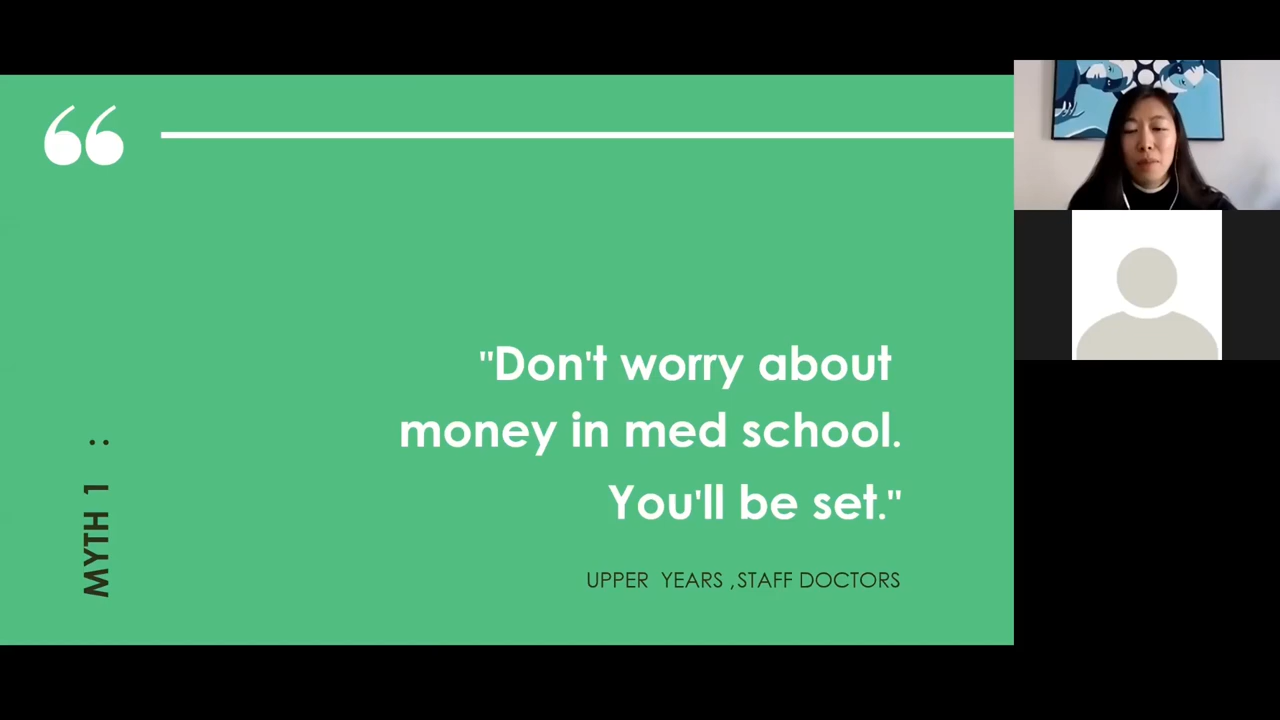 "Don't worry about
money in med school.
You'll be set."
UPPER YEARS ,STAFF DOCTORS
MYTH 1 :